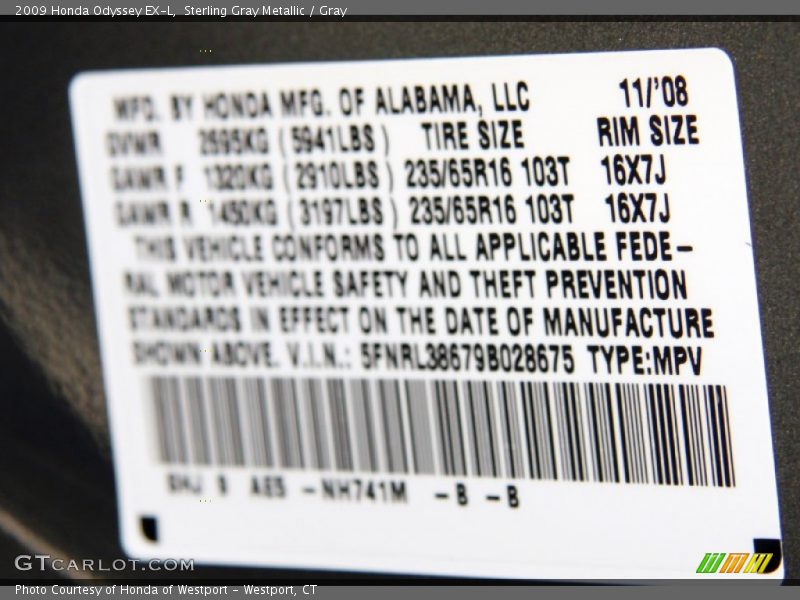 2009 Honda Odyssey EX-L, Sterling Gray Metallic / Gray
MFD. BY HONDA MFG. OF ALABAMA, LLC 11/'08
GVWR 2695KG (5941LBS) TIRE SIZE RIM SIZE
GAWR F 1320KG (2910LBS) 235/65R16 103T 16X7J
GAWR R 1450KG (3197LBS) 235/65R16 103T 16X7J
THIS VEHICLE CONFORMS TO ALL APPLICABLE FEDE-
RAL MOTOR VEHICLE SAFETY AND THEFT PREVENTION
STANDARDS IN EFFECT ON THE DATE OF MANUFACTURE
SHOWN ABOVE. V.I.N.: 5FNRL38679B028675 TYPE:MPV
SHJ 9 AE5 -NH741M -B -B
GTCARLOT.COM
Photo Courtesy of Honda of Westport - Westport, CT